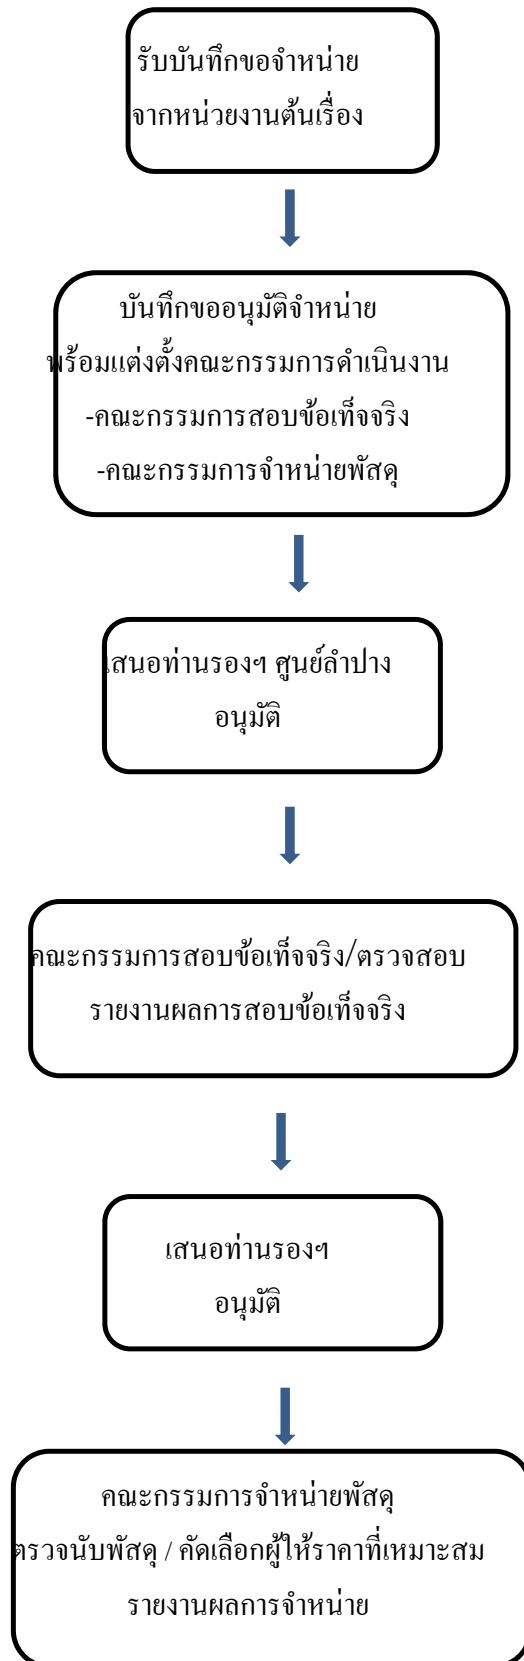 รับบันทึกขอจำหน่าย
จากหน่วยงานต้นเรื่อง
บันทึกขออนุมัติจำหน่าย
พร้อมแต่งตั้งคณะกรรมการดำเนินงาน
-คณะกรรมการสอบข้อเท็จจริง
-คณะกรรมการจำหน่ายพัสดุ
เสนอท่านรองฯ ศูนย์ลำปาง
อนุมัติ
คณะกรรมการสอบข้อเท็จจริง/ตรวจสอบ
รายงานผลการสอบข้อเท็จจริง
เสนอท่านรองฯ
อนุมัติ
คณะกรรมการจำหน่ายพัสดุ
ตรวจนับพัสดุ / คัดเลือกผู้ให้ราคาที่เหมาะสม
รายงานผลการจำหน่าย